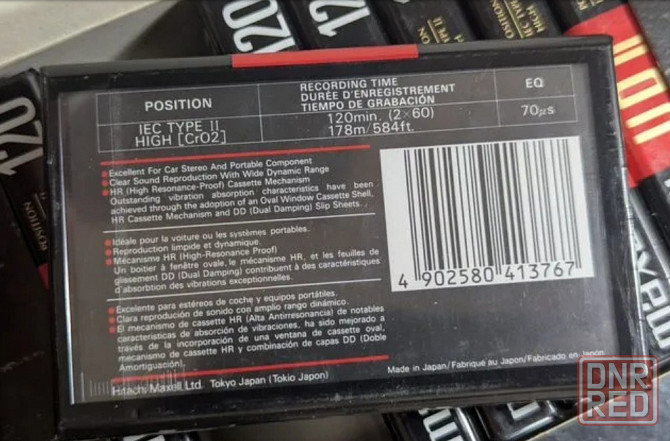 POSITION
RECORDING TIME
DURÉE D'ENREGISTREMENT
TIEMPO DE GRABACIÓN
EQ
IEC TYPE II
HIGH [CrO2]
120min. (2×60)
178m/584ft.
70µs
●Excellent For Car Stereo And Portable Component
●Clear Sound Reproduction With Wide Dynamic Range
●HR (High Resonance-Proof) Cassette Mechanism
Outstanding vibration absorption characteristics have been
achieved through the adoption of an Oval Window Cassette Shell,
HR Cassette Mechanism and DD (Dual Damping) Slip Sheets.
●Idéale pour la voiture ou les systèmes portables.
●Reproduction limpide et dynamique.
●Mécanisme HR (High-Resonance Proof)
Un boitier à fenêtre ovale, le mécanisme HR, et les feuilles de
glissement DD (Dual Damping) contribuent à des caractéristiques
d'absorption des vibrations exceptionnelles.
●Excelente para estéreos de coche y equipos portátiles.
●Clara reproducción de sonido con amplio rango dinámico.
●El mecanismo de cassette HR (Alta Antirresonancia) de notables
características de absorción de vibraciones, ha sido mejorado a
través de la incorporación de una ventana de cassette oval,
mecanismo de cassette HR y combinación de capas DD (Doble
Amortiguación).
Hitachi Maxell Ltd. Tokyo Japan (Tokio Japon)
4 902580 413767
Made in Japan/Fabriqué au Japon/Fabricado en Japón
120
120
120
POSITION
DNR
RED